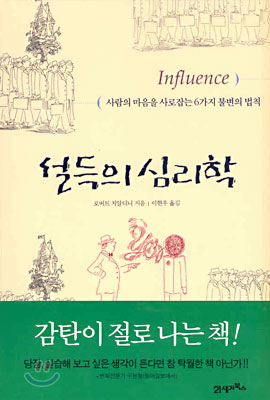 Influence )
( 사람의 마음을 사로잡는 6가지 불변의 법칙
설득의 심리학
로버트 치알디니 지음 | 이현우 옮김
감탄이 절로 나는 책!
당장 실습해 보고 싶은 생각이 든다면 참 탁월한 책 아닌가!!
21세기북스